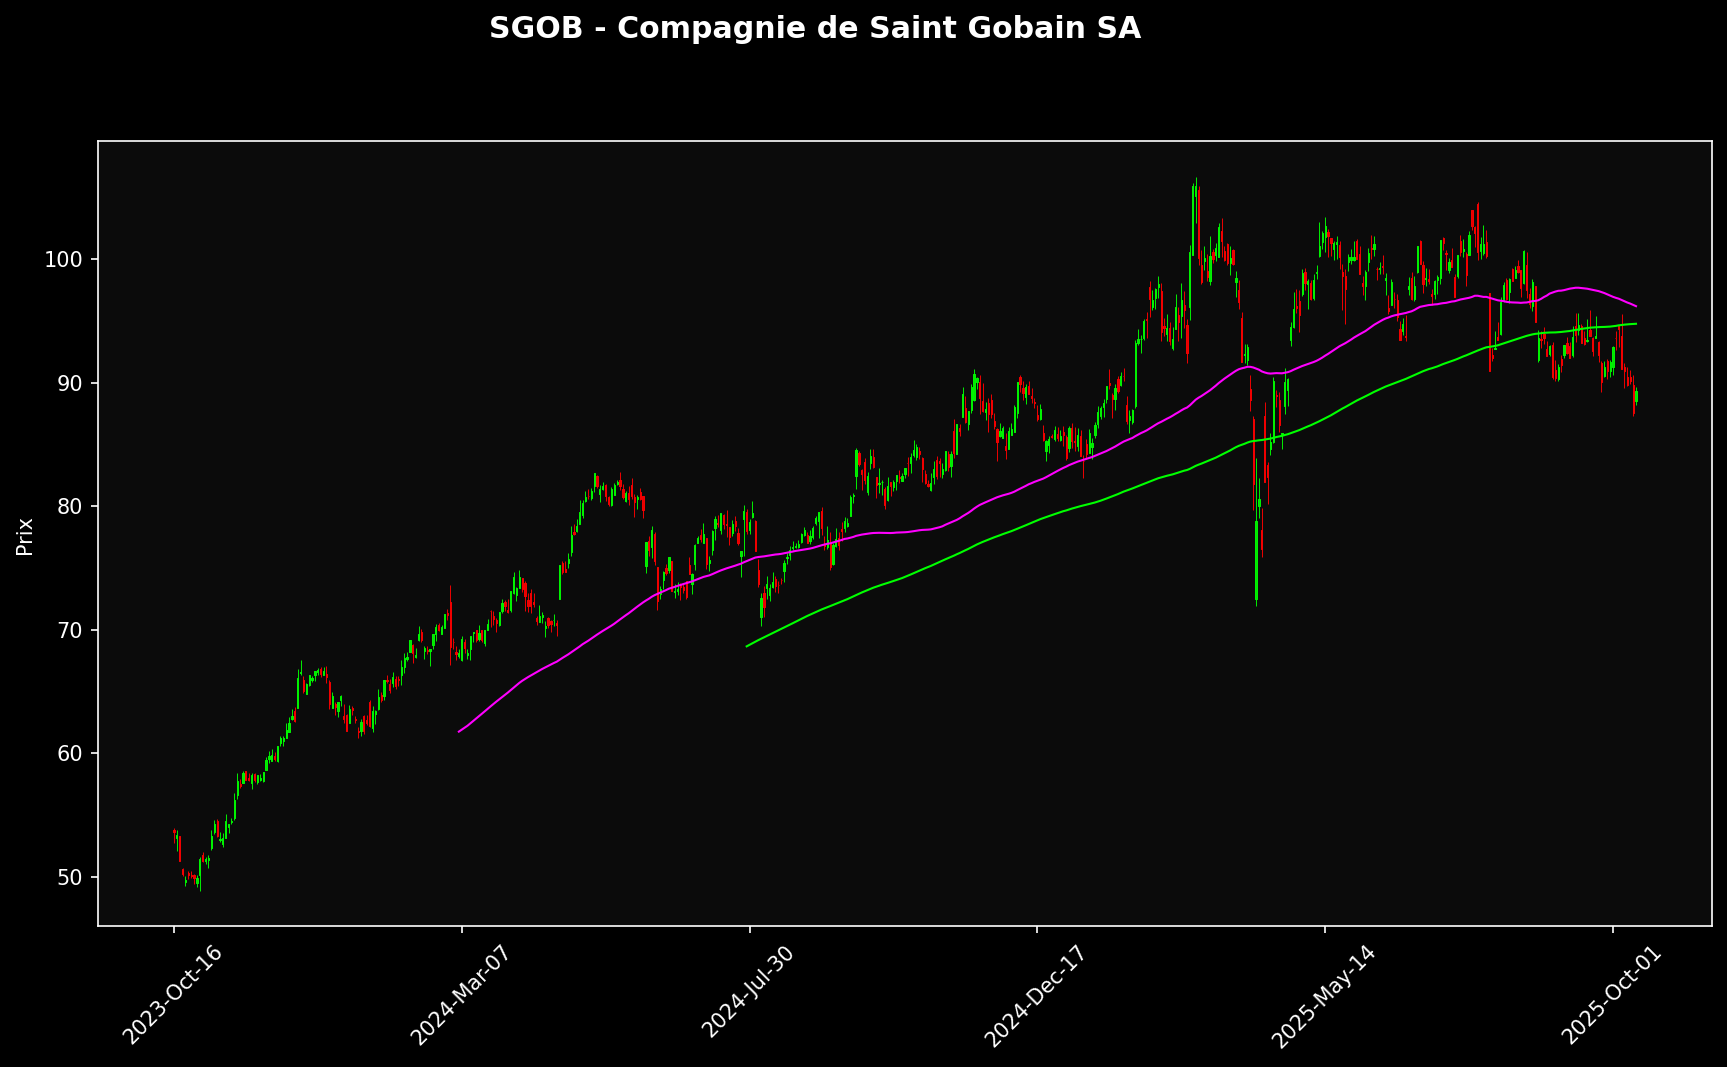 SGOB - Compagnie de Saint Gobain SA
Prix
100
90
80
70
60
50
2023-Oct-16
2024-Mar-07
2024-Jul-30
2024-Dec-17
2025-May-14
2025-Oct-01